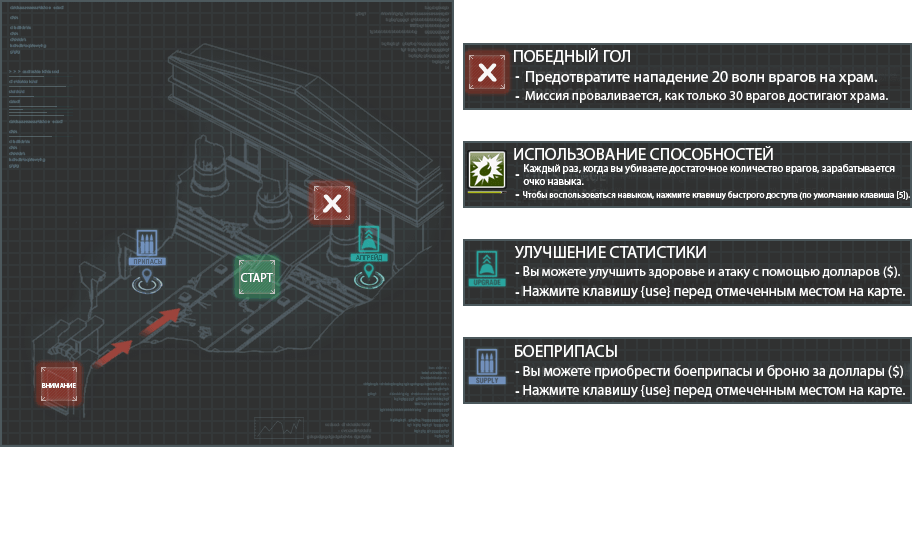 ПРИПАСЫ
АПГРЕЙД
СТАРТ
ВНИМАНИЕ
ПОБЕДНЫЙ ГОЛ
- Предотвратите нападение 20 волн врагов на храм.
- Миссия проваливается, как только 30 врагов достигают храма.
ИСПОЛЬЗОВАНИЕ СПОСОБНОСТЕЙ
- Каждый раз, когда вы убиваете достаточное количество врагов, зарабатывается
очко навыка.
- Чтобы воспользоваться навыком, нажмите клавишу быстрого доступа (по умолчанию клавиша [5]).
УЛУЧШЕНИЕ СТАТИСТИКИ
- Вы можете улучшить здоровье и атаку с помощью долларов ($).
UPGRADE
- Нажмите клавишу {use} перед отмеченным местом на карте.
БОЕПРИПАСЫ
- Вы можете приобрести боеприпасы и броню за доллары ($)
SUPPLY
- Нажмите клавишу {use} перед отмеченным местом на карте.